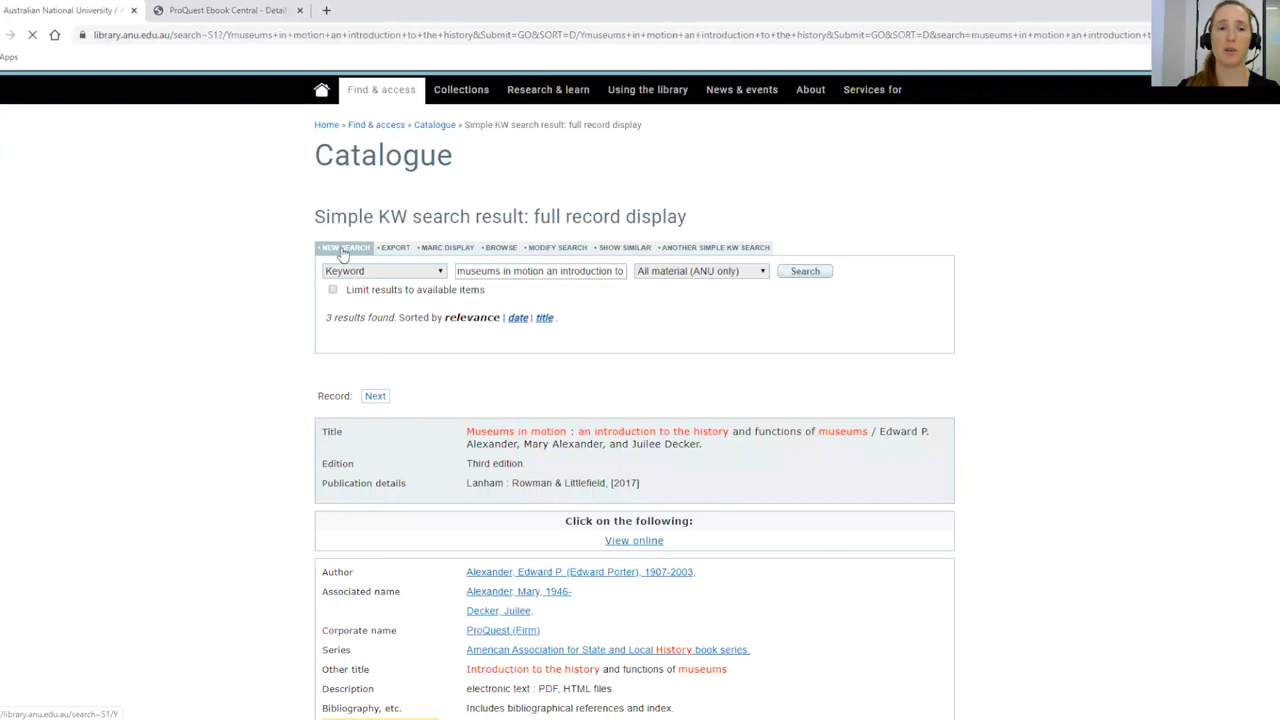 Australian National University /
ProQuest Ebook Central - Detail
library.anu.edu.au/search~S1?/Ymuseums+in+motion+an+introduction+to+the+history&Submit=GO&SORT=D/Ymuseums+in+motion+an+introduction+to+the+history&Submit=GO&SORT=D&search=museums+in+motion+an+introduction+t
Apps
Find & access Collections Research & learn Using the library News & events About Services for
Home » Find & access » Catalogue » Simple KW search result: full record display
Catalogue
Simple KW search result: full record display
• NEW SEARCH • EXPORT • MARC DISPLAY • BROWSE • MODIFY SEARCH • SHOW SIMILAR • ANOTHER SIMPLE KW SEARCH
Keyword museums in motion an introduction to All material (ANU only) Search
Limit results to available items
3 results found. Sorted by relevance | date | title .
Record: Next
Title Museums in motion : an introduction to the history and functions of museums / Edward P.
Alexander, Mary Alexander, and Juilee Decker.
Edition Third edition.
Publication details Lanham : Rowman & Littlefield, [2017]
Click on the following:
View online
Author Alexander, Edward P. (Edward Porter), 1907-2003,
Associated name Alexander, Mary, 1946-
Decker, Juilee,
Corporate name ProQuest (Firm)
Series American Association for State and Local History book series.
Other title Introduction to the history and functions of museums
Description electronic text : PDF, HTML files.
Bibliography, etc. Includes bibliographical references and index.
/library.anu.edu.au/search~S1/Y